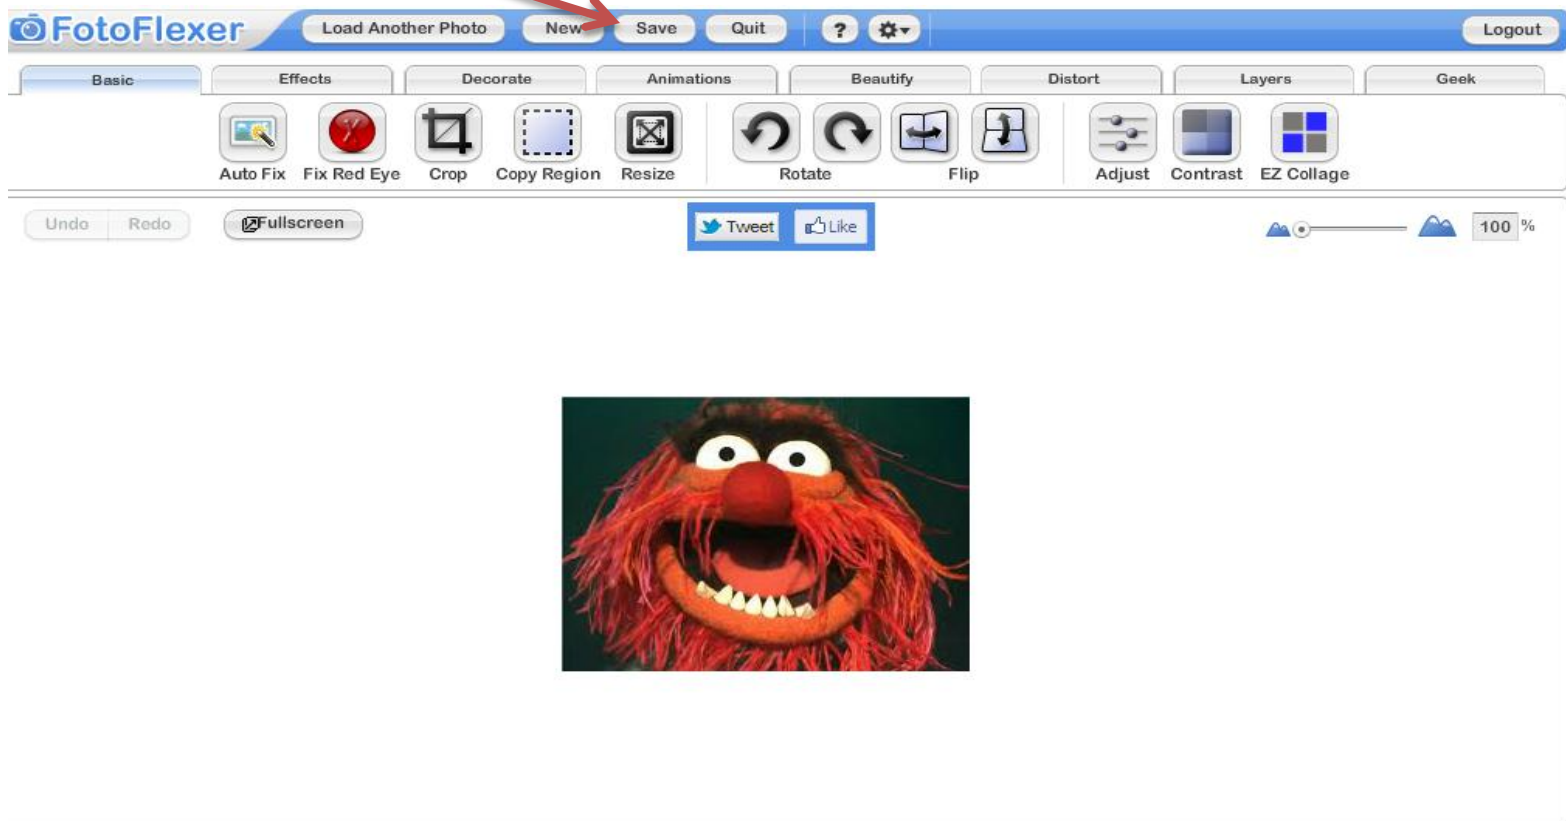 FotoFlexer Load Another Photo New Save Quit ? Logout
Basic Effects Decorate Animations Beautify Distort Layers Geek
Auto Fix Fix Red Eye Crop Copy Region Resize Rotate Flip Adjust Contrast EZ Collage
Undo Redo Fullscreen Tweet Like 100 %